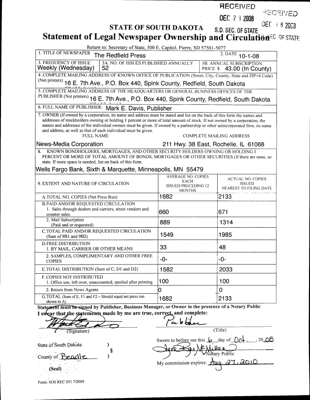 RECEIVED
DEC 2 1 2008
S.D. SEC. OF STATE
STATE OF SOUTH DAKOTA
Statement of Legal Newspaper Ownership and Circulation
Return to: Secretary of State, 500 E. Capitol, Pierre, SD 57501-5077
1. TITLE OF NEWSPAPER The Redfield Press
2. DATE 10-1-08
3. FREQUENCY OF ISSUE Weekly (Wednesday)
3A. NO. OF ISSUES PUBLISHED ANNUALLY 52
3B. ANNUAL SUBSCRIPTION PRICE $ 43.00 (In County)
4. COMPLETE MAILING ADDRESS OF KNOWN OFFICE OF PUBLICATION (Street, City, County, State and ZIP+4 Code)
(Not printers) 16 E. 7th Ave., P.O. Box 440, Spink County, Redfield, South Dakota
5. COMPLETE MAILING ADDRESS OF THE HEADQUARTERS OR GENERAL BUSINESS OFFICES OF THE
PUBLISHER (Not printers) 16 E. 7th Ave., P.O. Box 440, Spink County, Redfield, South Dakota
6. FULL NAME OF PUBLISHER: Mark E. Davis, Publisher
7. OWNER (If owned by a corporation, its name and address must be stated and list on the back of this form the names and
addresses of stockholders owning or holding 1 percent or more of total amount of stock. If not owned by a corporation, the
names and addresses of the individual owners must be given. If owned by a partnership or other unincorporated firm, its name
and address, as well as that of each individual must be given.
FULL NAME COMPLETE MAILING ADDRESS
News-Media Corporation 211 Hwy. 38 East, Rochelle, IL 61068
8. KNOWN BONDHOLDERS, MORTGAGES, AND OTHER SECURITY HOLDERS OWNING OR HOLDING 1
PERCENT OR MORE OF TOTAL AMOUNT OF BONDS, MORTGAGES OR OTHER SECURITIES (If there are none, so
state. If more space is needed, list on back of this form.
Wells Fargo Bank, Sixth & Marquette, Minneapolis, MN 55479
9. EXTENT AND NATURE OF CIRCULATION
AVERAGE NO. COPIES EACH ISSUED PRECEDING 12 MONTHS
ACTUAL NO. COPIES ISSUED NEAREST TO FILING DATE
A. TOTAL NO. COPIES (Net Press Run) 1682 2133
B. PAID AND/OR REQUESTED CIRCULATION
1. Sales through dealers and carriers, street vendors and counter sales. 660 671
2. Mail Subscription (Paid and or requested) 889 1314
C. TOTAL PAID AND/OR REQUESTED CIRCULATION (Sum of 9B1 and 9B2) 1549 1985
D. FREE DISTRIBUTION
1. BY MAIL, CARRIER OR OTHER MEANS 33 48
2. SAMPLES, COMPLIMENTARY AND OTHER FREE COPIES -0- -0-
E. TOTAL DISTRIBUTION (Sum of C, D1 and D2) 1582 2033
F. COPIES NOT DISTRIBUTED
1. Office use, left over, unaccounted, spoiled after printing 100 100
2. Return from News Agents 0 0
G. TOTAL (Sum of E, F1 and F2 – Should equal net press run shown in A) 1682 2133
Statement must be signed by Publisher, Business Manager, or Owner in the presence of a Notary Public
I swear that the statements made by me are true, correct, and complete:
Publisher
(Signature) (Title)
State of South Dakota )
§
County of Beadle )
Sworn to before me this 6 day of Oct, 2008
Notary Public
My commission expires: Aug 27, 2010
(Seal)
Form: SOS REC 051 7/2004